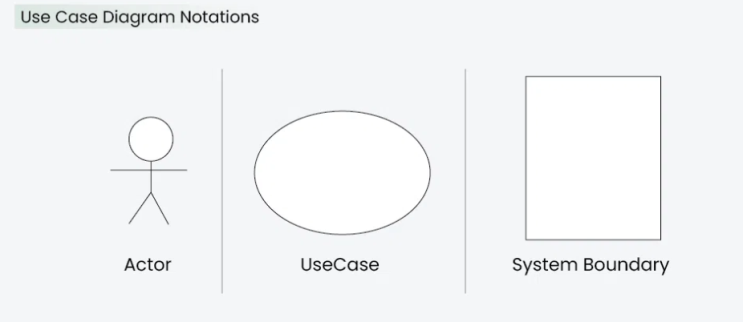 Use Case Diagram Notations
Actor
UseCase
System Boundary